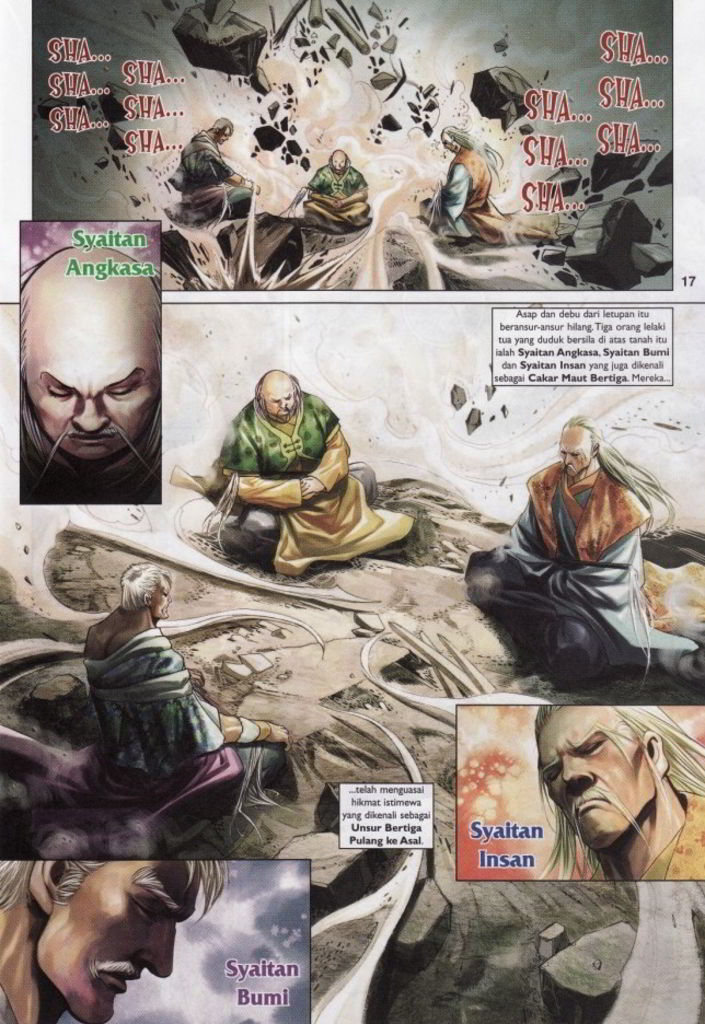 SHA...
SHA...
SHA...
SHA...
SHA...
SHA...
SHA...
SHA...
SHA...
SHA...
SHA...
SHA...
Syaitan
Angkasa
17
Asap dan debu dari letupan itu
beransur-ansur hilang. Tiga orang lelaki
tua yang duduk bersila di atas tanah itu
ialah Syaitan Angkasa, Syaitan Bumi
dan Syaitan Insan yang juga dikenali
sebagai Cakar Maut Bertiga. Mereka...
...telah menguasai
hikmat istimewa
yang dikenali sebagai
Unsur Bertiga
Pulang ke Asal.
Syaitan
Insan
Syaitan
Bumi